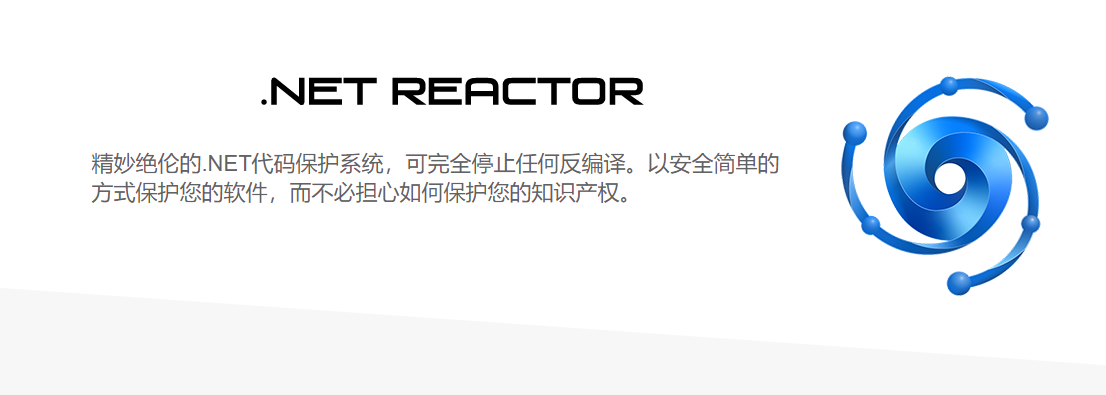 .NET REACTOR
精妙绝伦的.NET代码保护系统，可完全停止任何反编译。以安全简单的
方式保护您的软件，而不必担心如何保护您的知识产权。